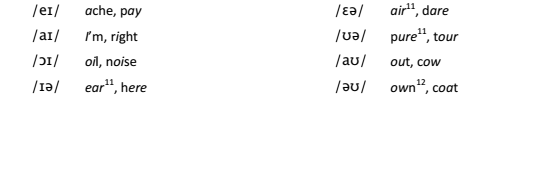 /eɪ/ ache, pay /ɛə/ air¹¹, dare
/aɪ/ I'm, right /ʊə/ pure¹¹, tour
/ɔɪ/ oil, noise /aʊ/ out, cow
/ɪə/ ear¹¹, here /əʊ/ own¹², coat